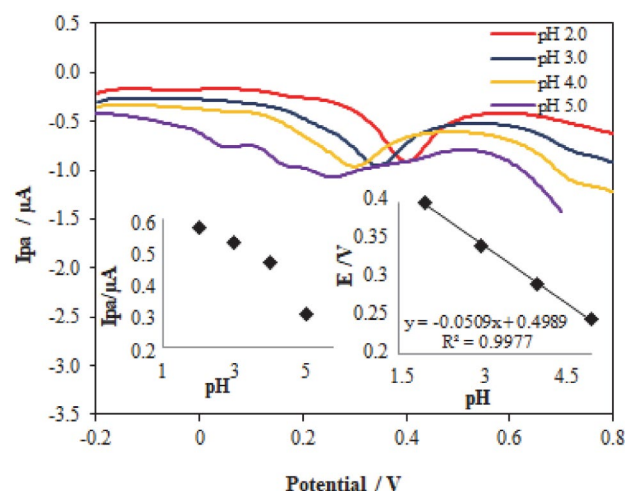 0.5
0.0
-0.5
-1.0
-1.5
-2.0
-2.5
-3.0
-3.5
Ipa / μA
-0.2
0
0.2
0.4
0.6
0.8
Potential / V
pH 2.0
pH 3.0
pH 4.0
pH 5.0
0.6
0.5
0.4
0.3
0.2
Ipa/μA
1
3
5
pH
0.4
0.35
0.3
0.25
0.2
E /V
y = -0.0509x + 0.4989
R² = 0.9977
1.5
3
4.5
pH